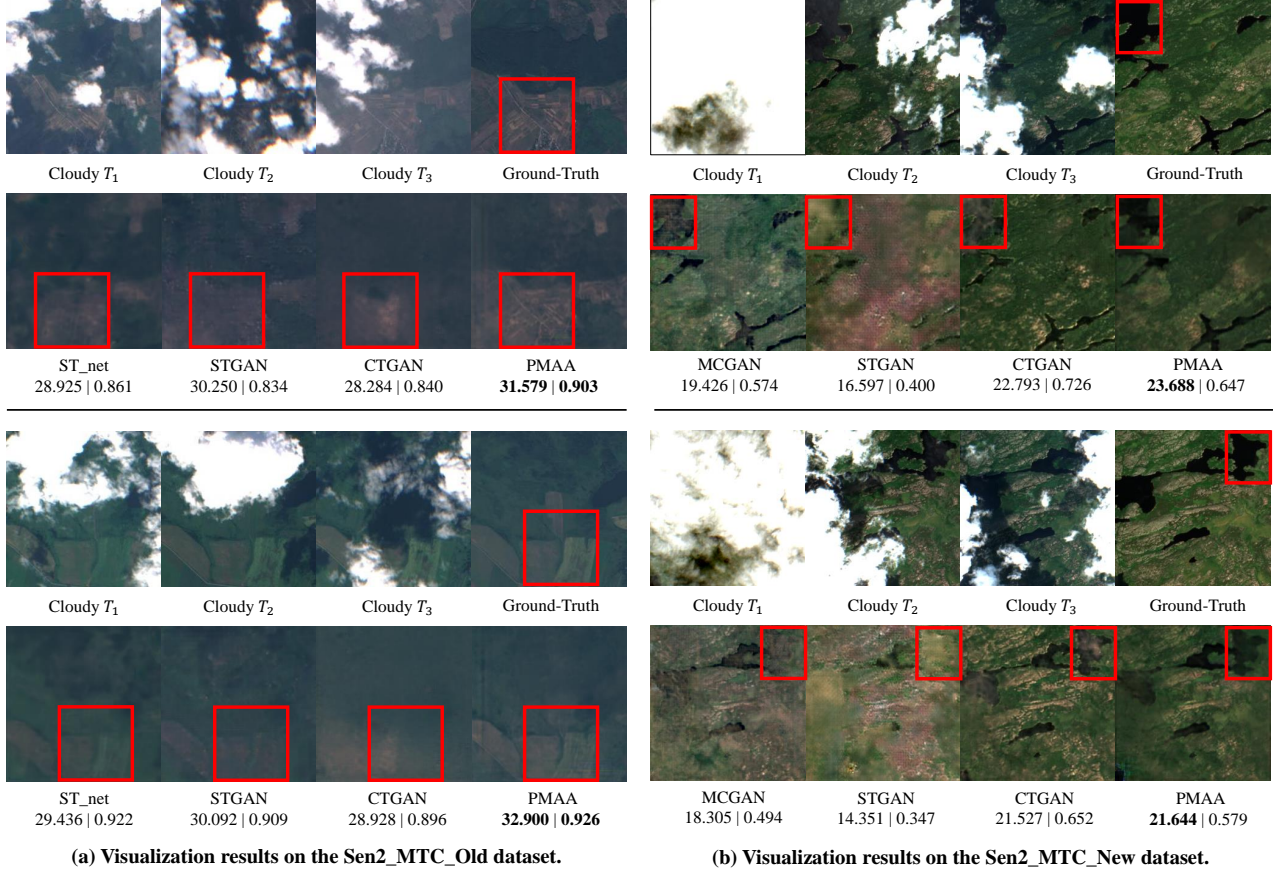 Cloudy T₁ Cloudy T₂ Cloudy T₃ Ground-Truth
ST_net STGAN CTGAN PMAA
28.925 | 0.861 30.250 | 0.834 28.284 | 0.840 31.579 | 0.903
Cloudy T₁ Cloudy T₂ Cloudy T₃ Ground-Truth
ST_net STGAN CTGAN PMAA
29.436 | 0.922 30.092 | 0.909 28.928 | 0.896 32.900 | 0.926
(a) Visualization results on the Sen2_MTC_Old dataset.
Cloudy T₁ Cloudy T₂ Cloudy T₃ Ground-Truth
MCGAN STGAN CTGAN PMAA
19.426 | 0.574 16.597 | 0.400 22.793 | 0.726 23.688 | 0.647
Cloudy T₁ Cloudy T₂ Cloudy T₃ Ground-Truth
MCGAN STGAN CTGAN PMAA
18.305 | 0.494 14.351 | 0.347 21.527 | 0.652 21.644 | 0.579
(b) Visualization results on the Sen2_MTC_New dataset.